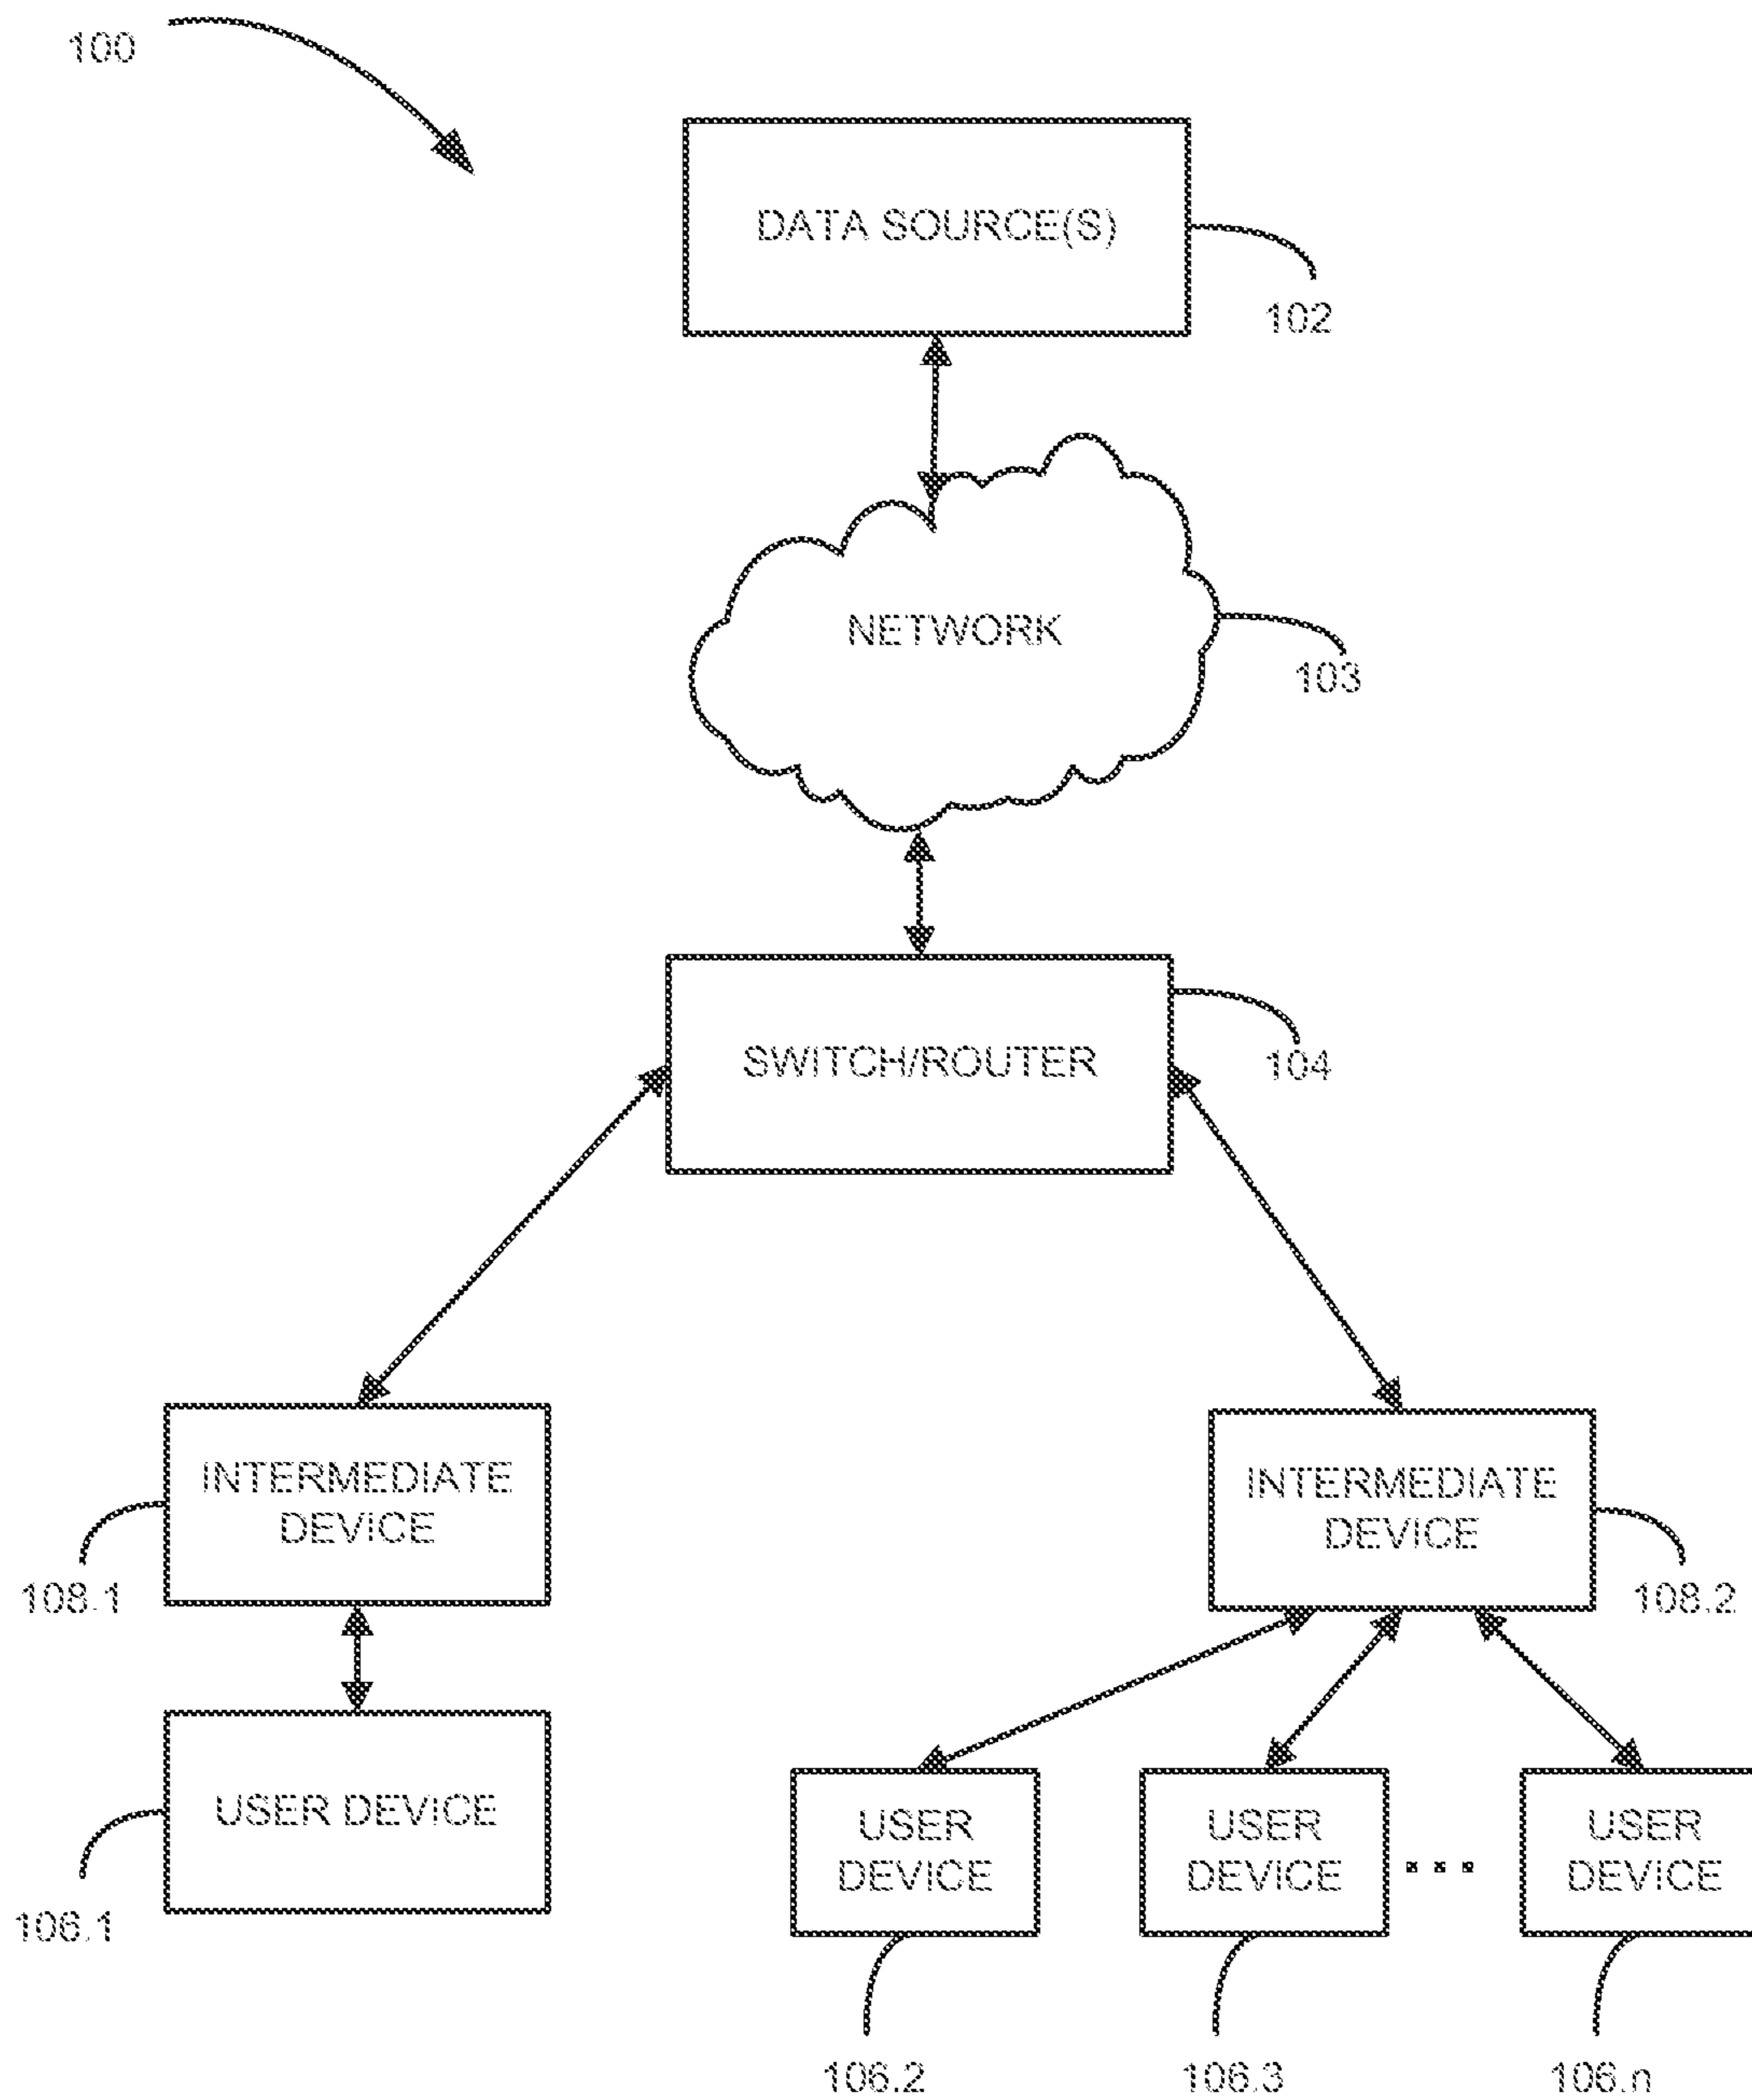 100
DATA SOURCE(S)
102
NETWORK
103
SWITCH/ROUTER
104
INTERMEDIATE
DEVICE
108.1
INTERMEDIATE
DEVICE
108.2
USER DEVICE
106.1
USER
DEVICE
106.2
USER
DEVICE
106.3
...
USER
DEVICE
106.n